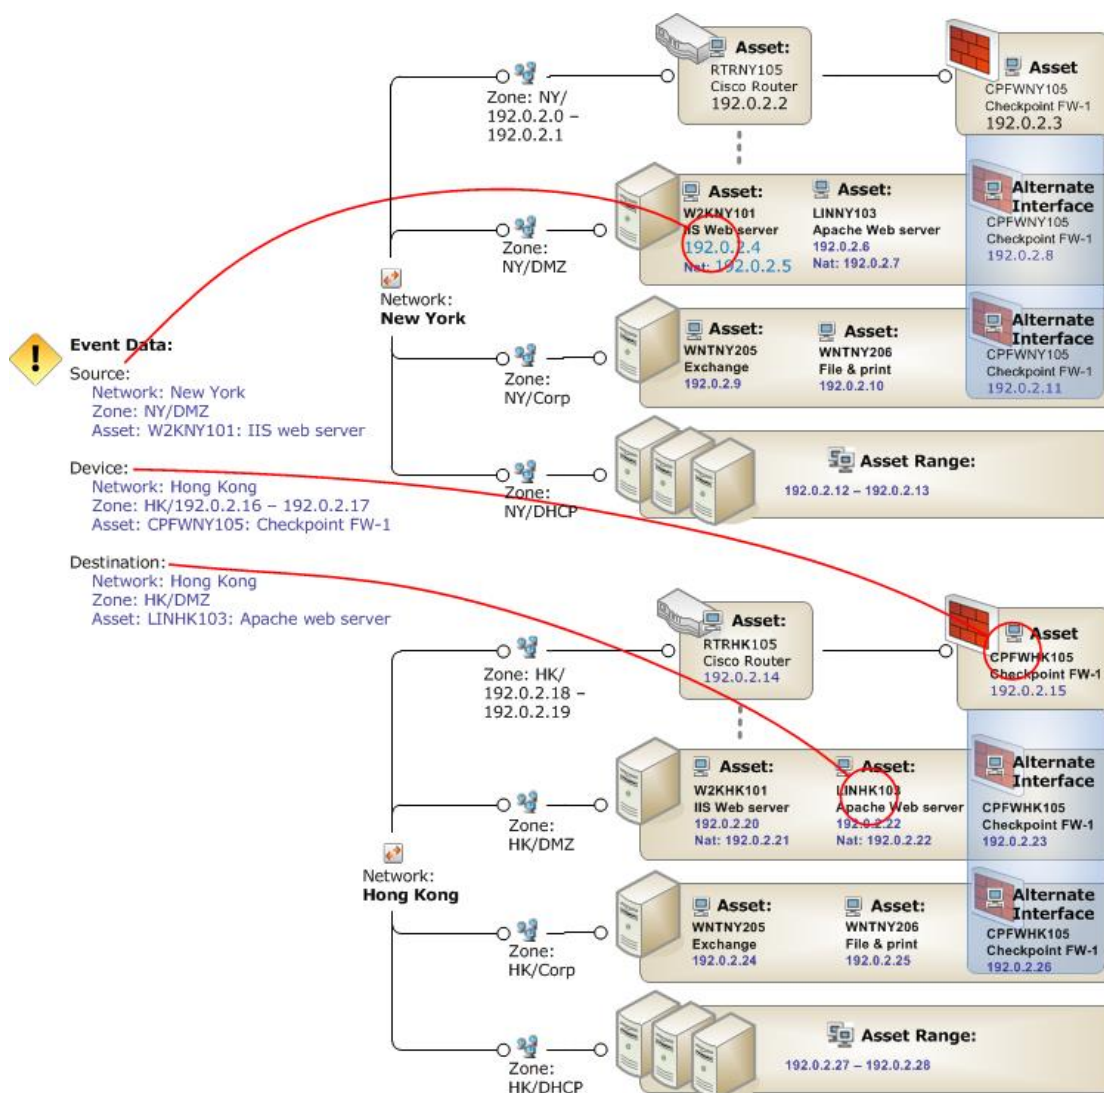 Asset:
RTRNY105
Cisco Router
192.0.2.2
Asset
CPFWNY105
Checkpoint FW-1
192.0.2.3
Zone: NY/
192.0.2.0 –
192.0.2.1
Asset:
W2KNY101
IIS Web server
192.0.2.4
Nat: 192.0.2.5
Asset:
LINNY103
Apache Web server
192.0.2.6
Nat: 192.0.2.7
Alternate
Interface
CPFWNY105
Checkpoint FW-1
192.0.2.8
Zone:
NY/DMZ
Network:
New York
Asset:
WNTNY205
Exchange
192.0.2.9
Asset:
WNTNY206
File & print
192.0.2.10
Alternate
Interface
CPFWNY105
Checkpoint FW-1
192.0.2.11
Zone:
NY/Corp
Event Data:
Source:
Network: New York
Zone: NY/DMZ
Asset: W2KNY101: IIS web server
Device:
Network: Hong Kong
Zone: HK/192.0.2.16 – 192.0.2.17
Asset: CPFWNY105: Checkpoint FW-1
Destination:
Network: Hong Kong
Zone: HK/DMZ
Asset: LINHK103: Apache web server
Zone:
NY/DHCP
Asset Range:
192.0.2.12 – 192.0.2.13
Asset:
RTRHK105
Cisco Router
192.0.2.14
Asset
CPFWHK105
Checkpoint FW-1
192.0.2.15
Zone: HK/
192.0.2.18 –
192.0.2.19
Asset:
W2KHK101
IIS Web server
192.0.2.20
Nat: 192.0.2.21
Asset:
LINHK103
Apache Web server
192.0.2.22
Nat: 192.0.2.22
Alternate
Interface
CPFWHK105
Checkpoint FW-1
192.0.2.23
Zone:
HK/DMZ
Network:
Hong Kong
Asset:
WNTNY205
Exchange
192.0.2.24
Asset:
WNTNY206
File & print
192.0.2.25
Alternate
Interface
CPFWHK105
Checkpoint FW-1
192.0.2.26
Zone:
HK/Corp
Asset Range:
192.0.2.27 – 192.0.2.28
Zone:
HK/DHCP